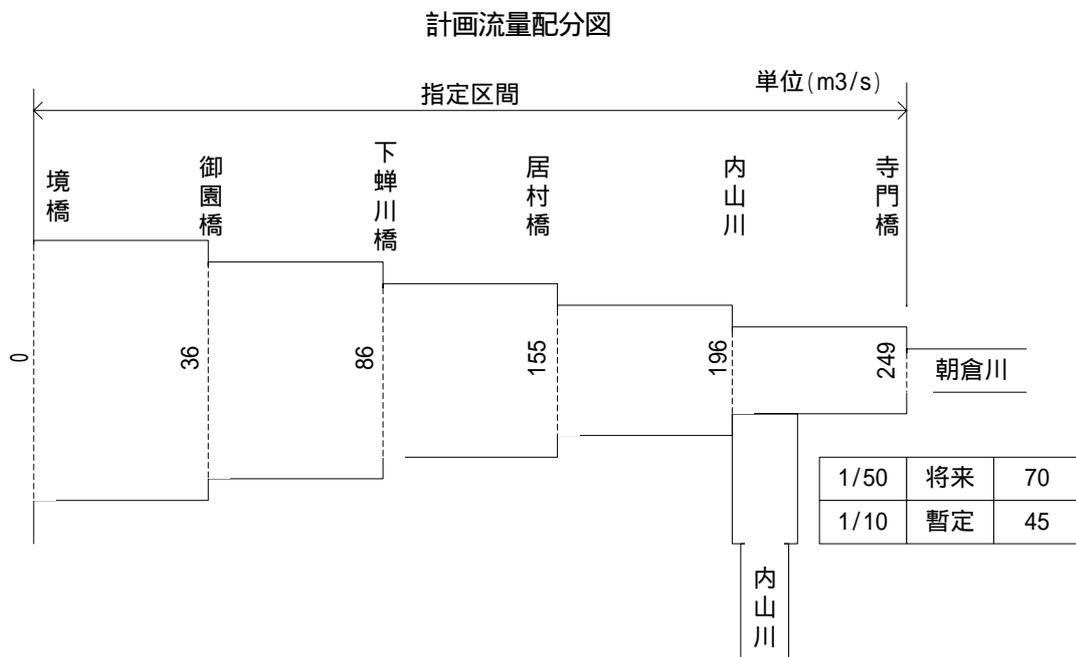 計画流量配分図
単位(m3/s)
指定区間
境橋
御園橋
下蝉川橋
居村橋
内山川
寺門橋
0
36
86
155
196
249
朝倉川
1/50 将来 70
1/10 暫定 45
内山川